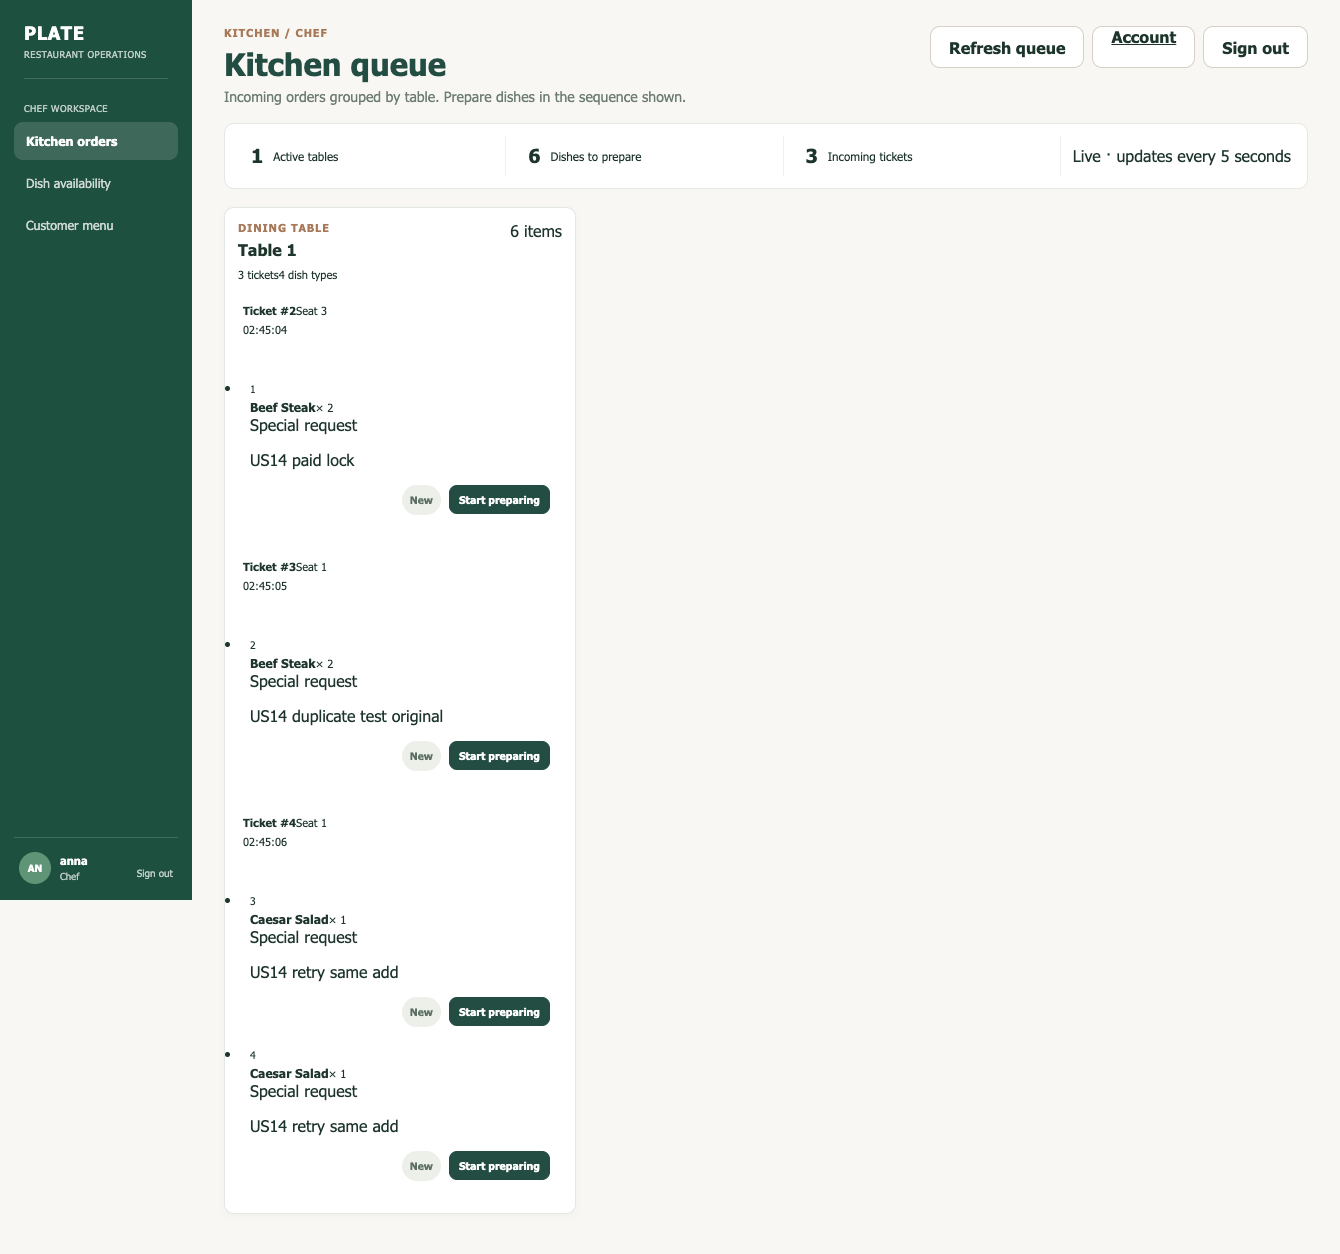 PLATE
RESTAURANT OPERATIONS
CHEF WORKSPACE
Kitchen orders
Dish availability
Customer menu
AN
anna
Chef
Sign out
KITCHEN / CHEF
Kitchen queue
Incoming orders grouped by table. Prepare dishes in the sequence shown.
Refresh queue
Account
Sign out
1 Active tables
6 Dishes to prepare
3 Incoming tickets
Live · updates every 5 seconds
DINING TABLE
6 items
Table 1
3 tickets4 dish types
Ticket #2Seat 3
02:45:04
1
Beef Steak× 2
Special request
US14 paid lock
New
Start preparing
Ticket #3Seat 1
02:45:05
2
Beef Steak× 2
Special request
US14 duplicate test original
New
Start preparing
Ticket #4Seat 1
02:45:06
3
Caesar Salad× 1
Special request
US14 retry same add
New
Start preparing
4
Caesar Salad× 1
Special request
US14 retry same add
New
Start preparing